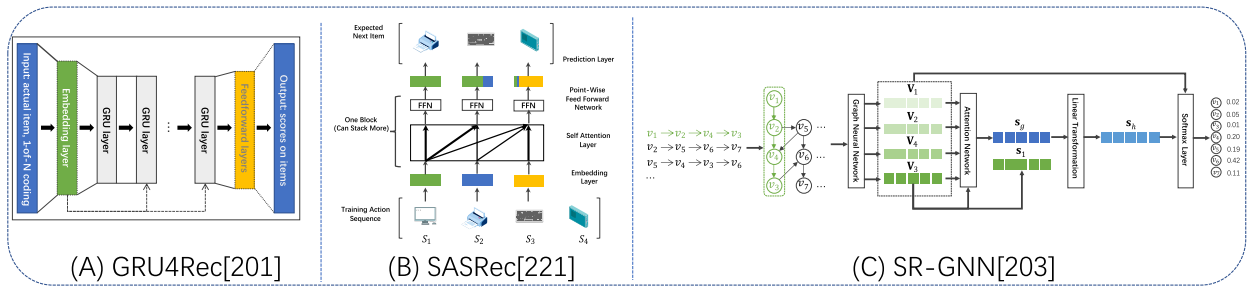 Input: actual item, 1-of-N coding
Embedding layer
GRU layer
GRU layer
GRU layer
...
GRU layer
Feedforward layers
Output: scores on items
(A) GRU4Rec[201]
Expected
Next Item
Prediction Layer
Point-Wise
Feed Forward
Network
FFN
FFN
FFN
One Block
(Can Stack More)
Self Attention
Layer
Embedding
Layer
Training Action
Sequence
S₁
S₂
S₃
S₄
(B) SASRec[221]
v₁ → v₂ → v₄ → v₃
v₂ → v₅ → v₆ → v₇
v₅ → v₄ → v₃ → v₆
...
v₁
v₂
v₅ ...
v₄
v₆ ...
v₃
v₇ ...
Graph Neural Network
V₁
V₂
V₄
V₃
Attention Network
s_g
s₁
Linear Transformation
s_h
Softmax Layer
v₁ 0.02
v₂ 0.05
v₃ 0.01
v₄ 0.20
v₅ 0.19
v₆ 0.42
v₇ 0.11
(C) SR-GNN[203]